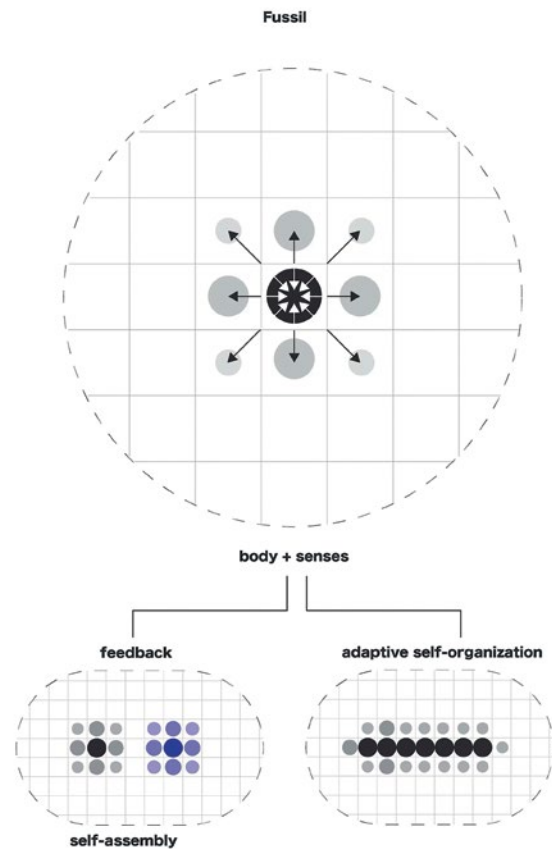 Fussil
body + senses
feedback
adaptive self-organization
self-assembly